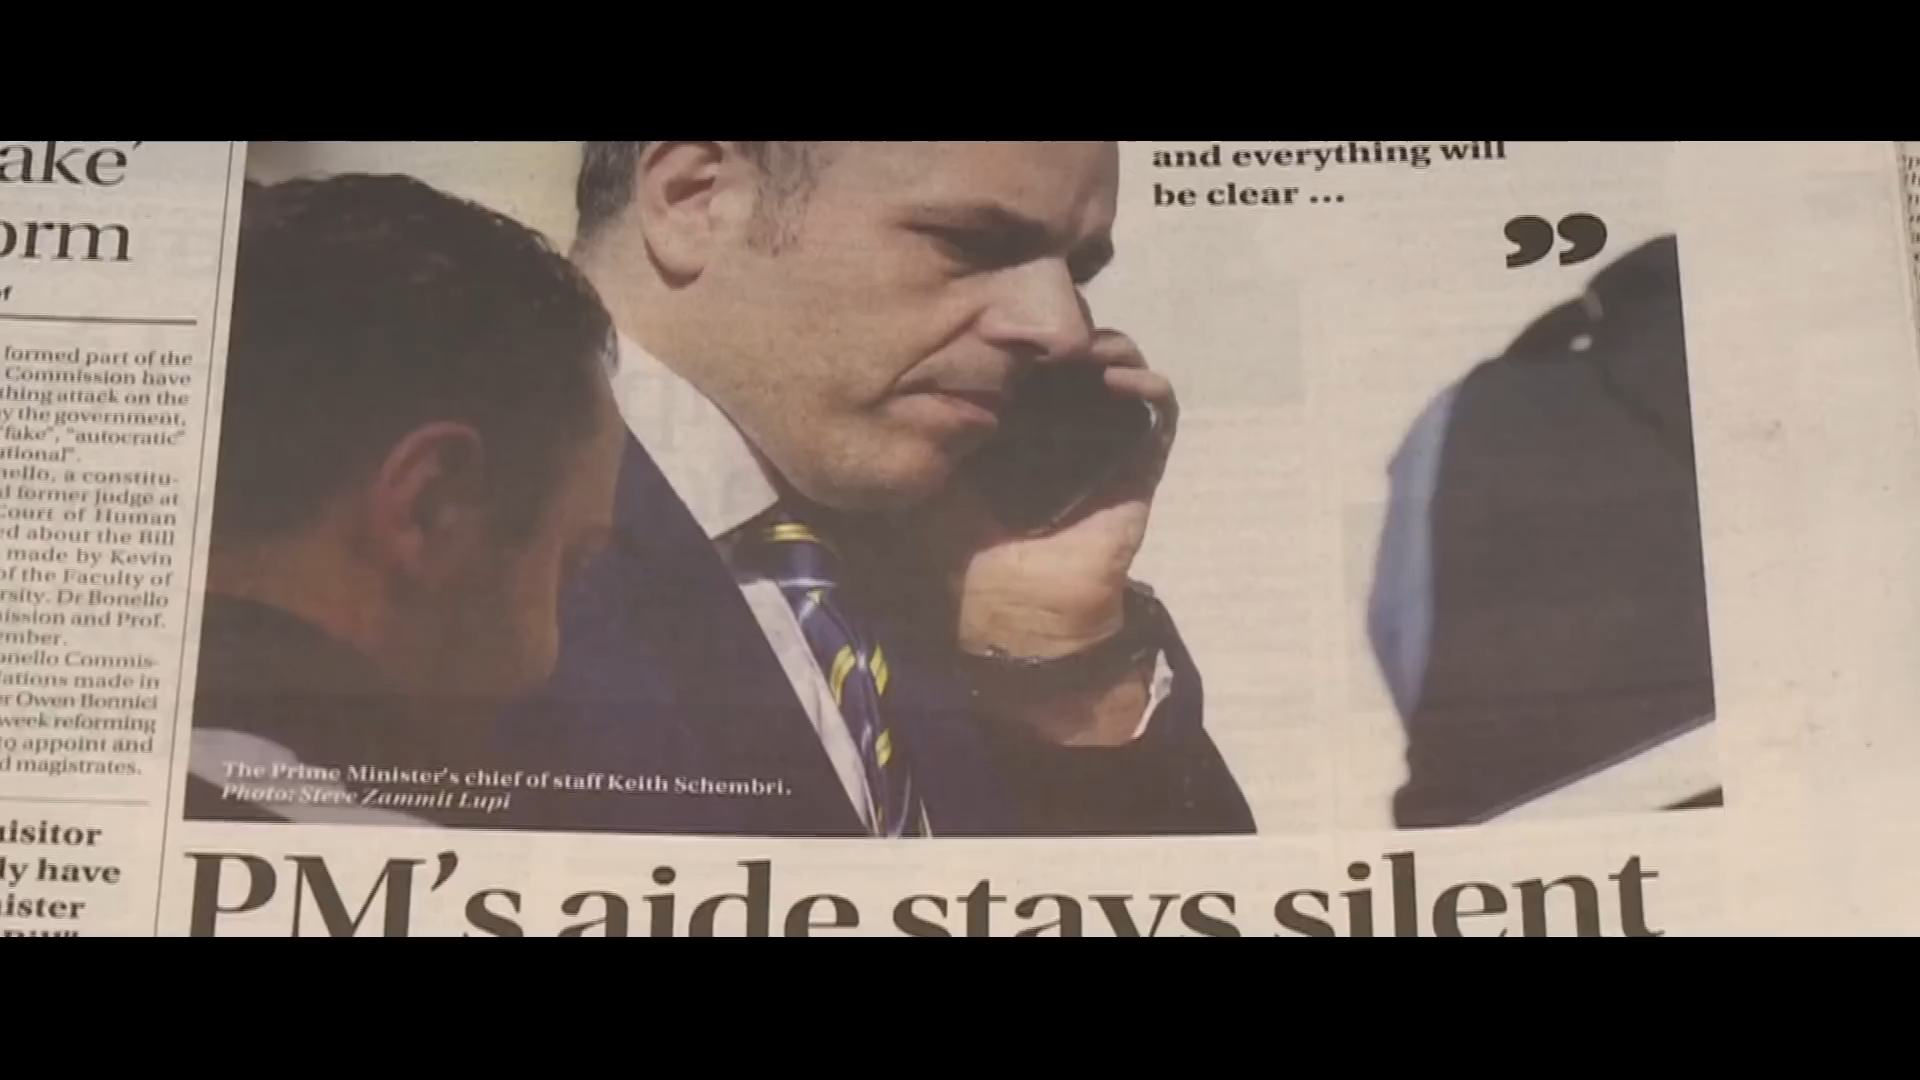 ake’
orm
formed part of the
Commission have
thing attack on the
y the government,
"fake", "autocratic"
ational".
nello, a constitu-
d former judge at
Court of Human
ed about the Bill
made by Kevin
of the Faculty of
rsity. Dr Bonello
ission and Prof.
ember.
onello Commis-
lations made in
er Owen Bonnici
week reforming
to appoint and
d magistrates.
uisitor
ly have
ister
and everything will
be clear ...
”
The Prime Minister's chief of staff Keith Schembri.
Photo: Steve Zammit Lupi
PM’s aide stays silent